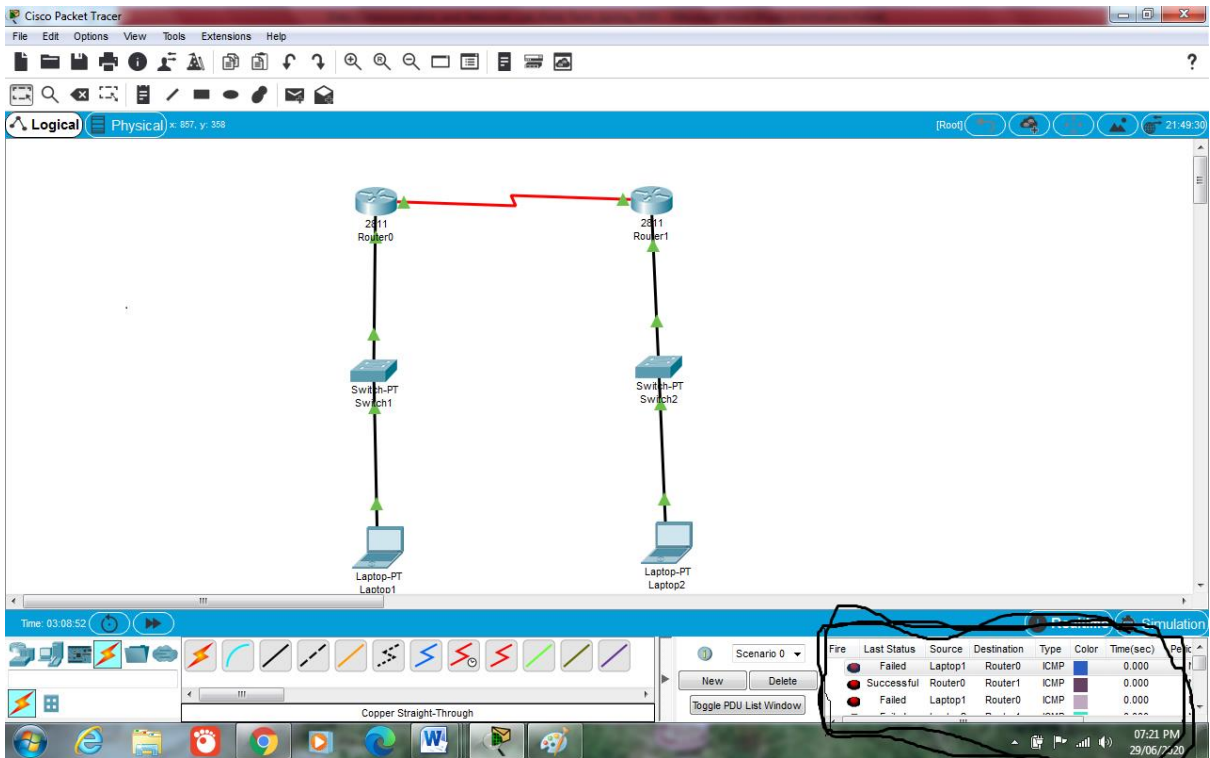 Cisco Packet Tracer
File Edit Options View Tools Extensions Help
?
Logical Physical x: 857, y: 358 [Root] 21:49:30
2811
Router0
2811
Router1
Switch-PT
Switch1
Switch-PT
Switch2
Laptop-PT
Laptop1
Laptop-PT
Laptop2
Time: 03:08:52 Realtime Simulation
Scenario 0
New Delete
Toggle PDU List Window
Copper Straight-Through
Fire Last Status Source Destination Type Color Time(sec)
Failed Laptop1 Router0 ICMP 0.000
Successful Router0 Router1 ICMP 0.000
Failed Laptop1 Router0 ICMP 0.000
07:21 PM
29/06/2020